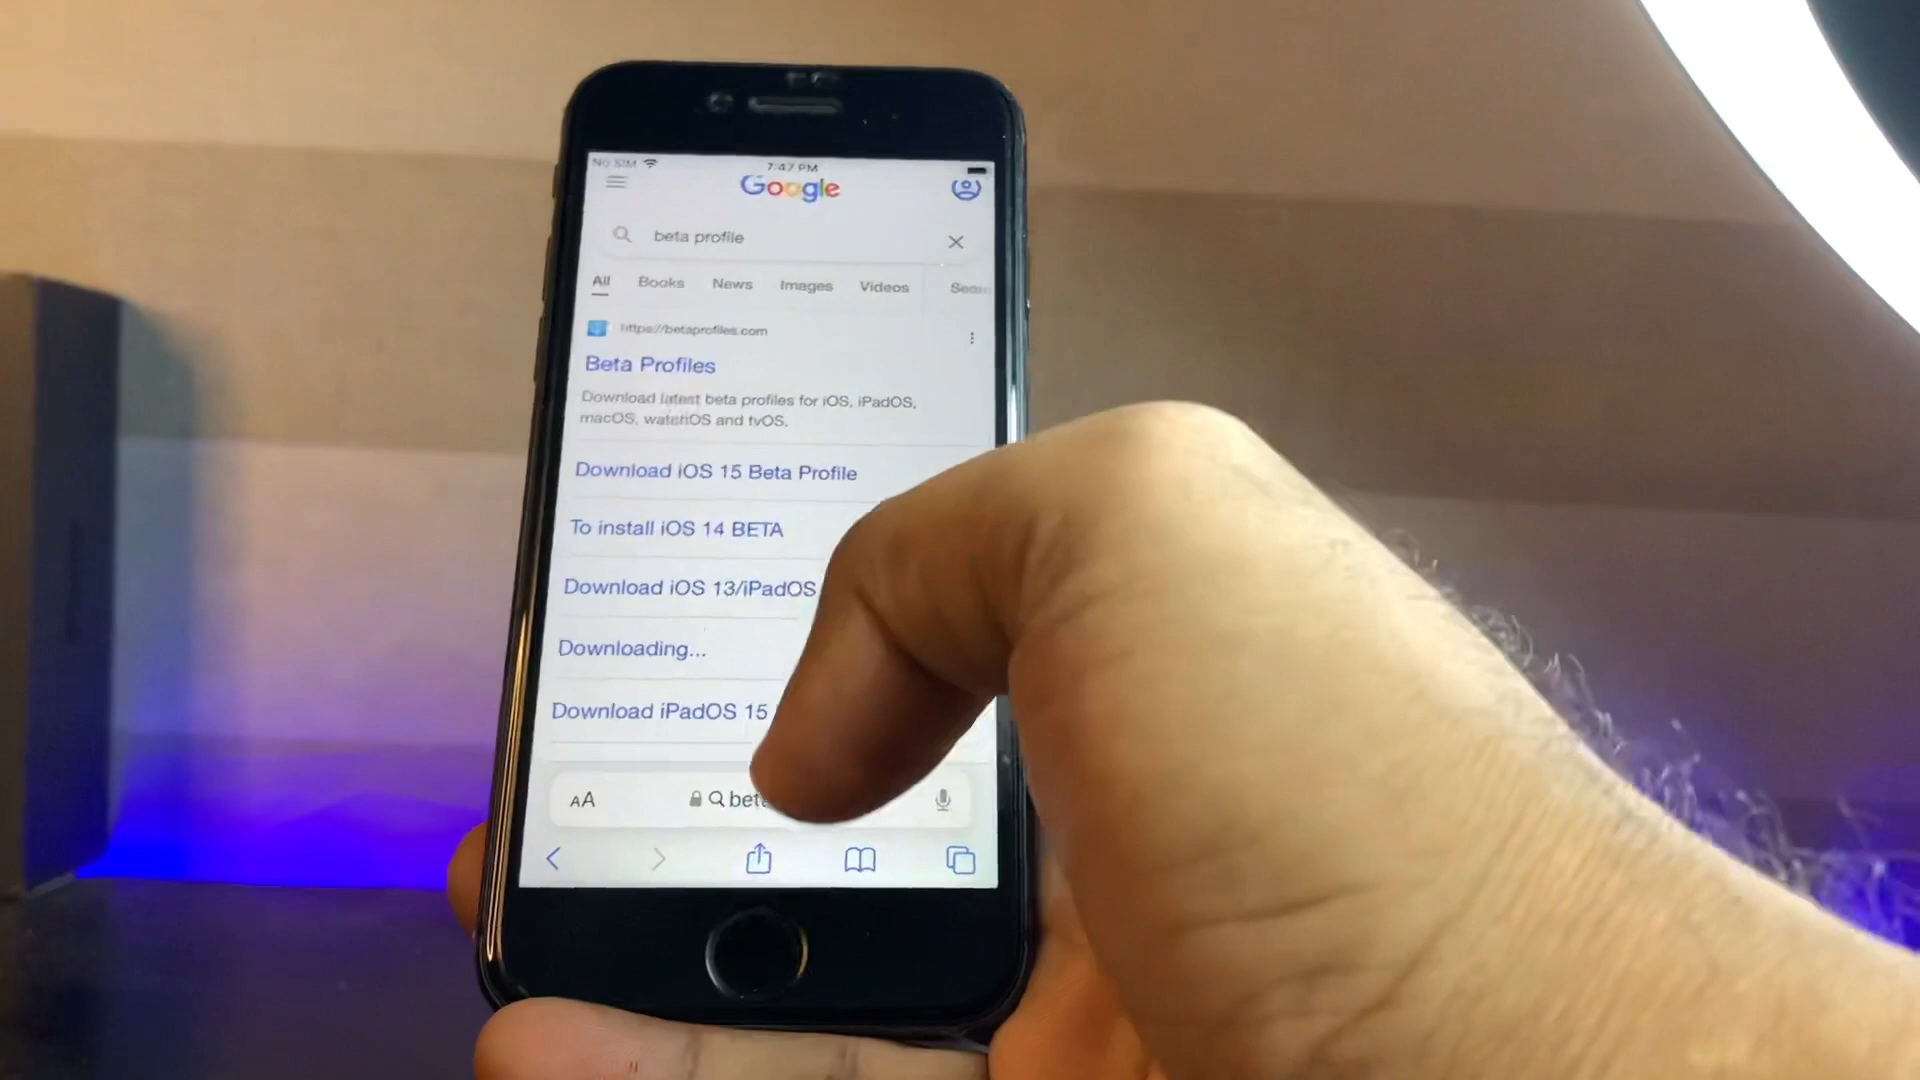 No SIM
7:47 PM
Google
beta profile
All Books News Images Videos
https://betaprofiles.com
Beta Profiles
Download latest beta profiles for iOS, iPadOS,
macOS, watchOS and tvOS.
Download iOS 15 Beta Profile
To install iOS 14 BETA
Download iOS 13/iPadOS
Downloading...
Download iPadOS 15
AA
beta